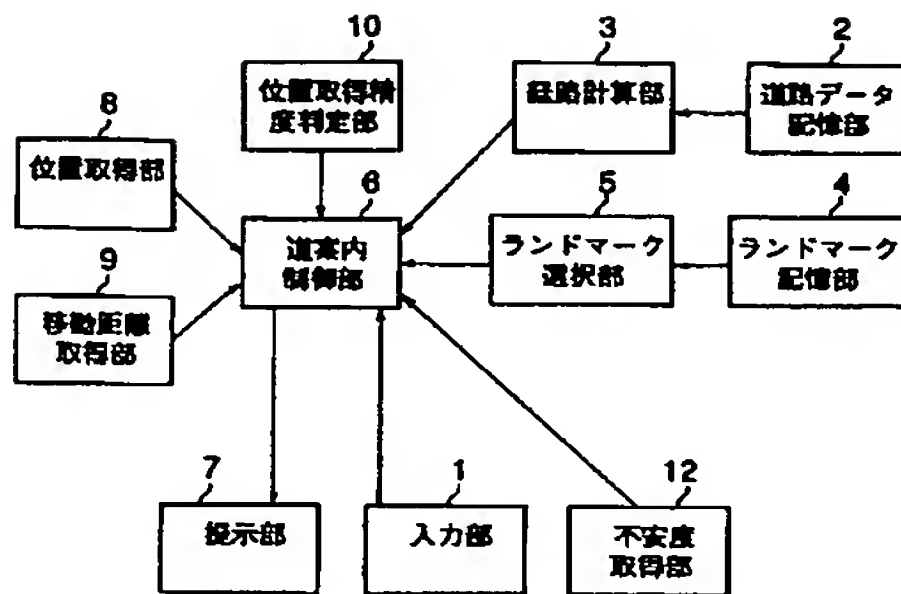 10
位置取得精
度判定部
3
経路計算部
2
道路データ
記憶部
8
位置取得部
6
道案内
制御部
5
ランドマーク
選択部
4
ランドマーク
記憶部
9
移動距離
取得部
7
提示部
1
入力部
12
不安度
取得部